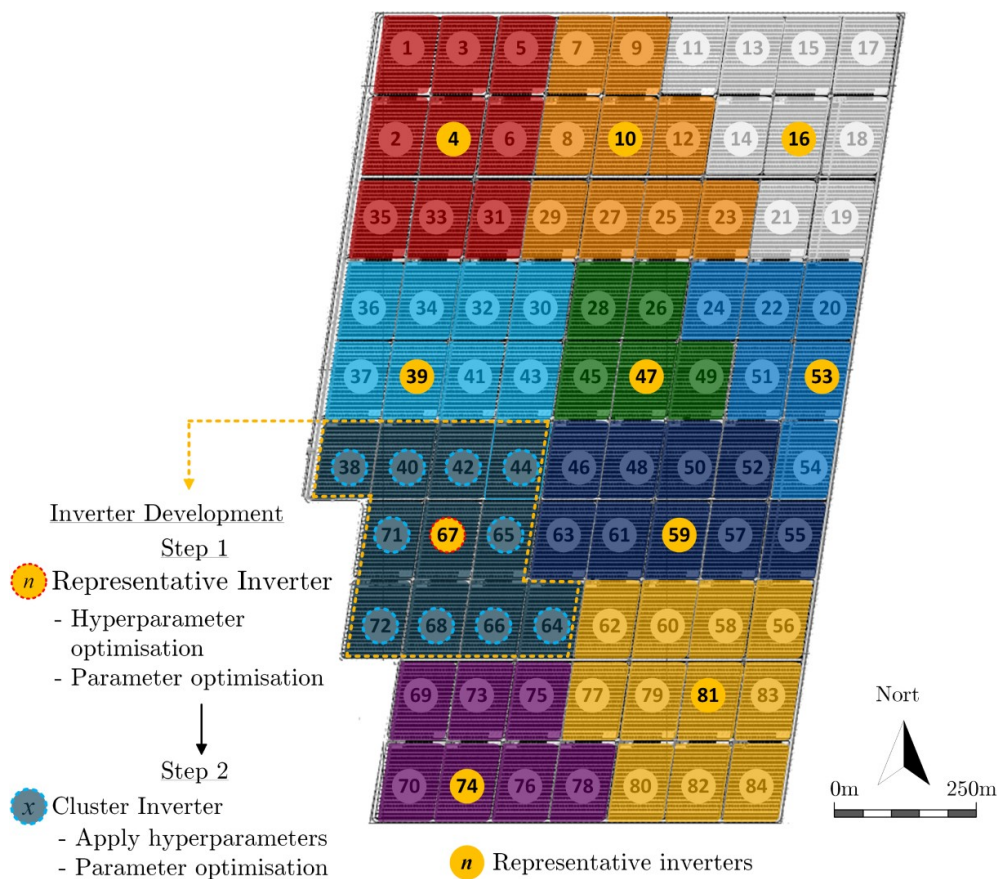 1 3 5 7 9 11 13 15 17
2 4 6 8 10 12 14 16 18
35 33 31 29 27 25 23 21 19
36 34 32 30 28 26 24 22 20
37 39 41 43 45 47 49 51 53
38 40 42 44 46 48 50 52 54
71 67 65 63 61 59 57 55
72 68 66 64 62 60 58 56
69 73 75 77 79 81 83
70 74 76 78 80 82 84
Inverter Development
Step 1
n Representative Inverter
- Hyperparameter
optimisation
- Parameter optimisation
Step 2
x Cluster Inverter
- Apply hyperparameters
- Parameter optimisation
n Representative inverters
Nort
0m 250m